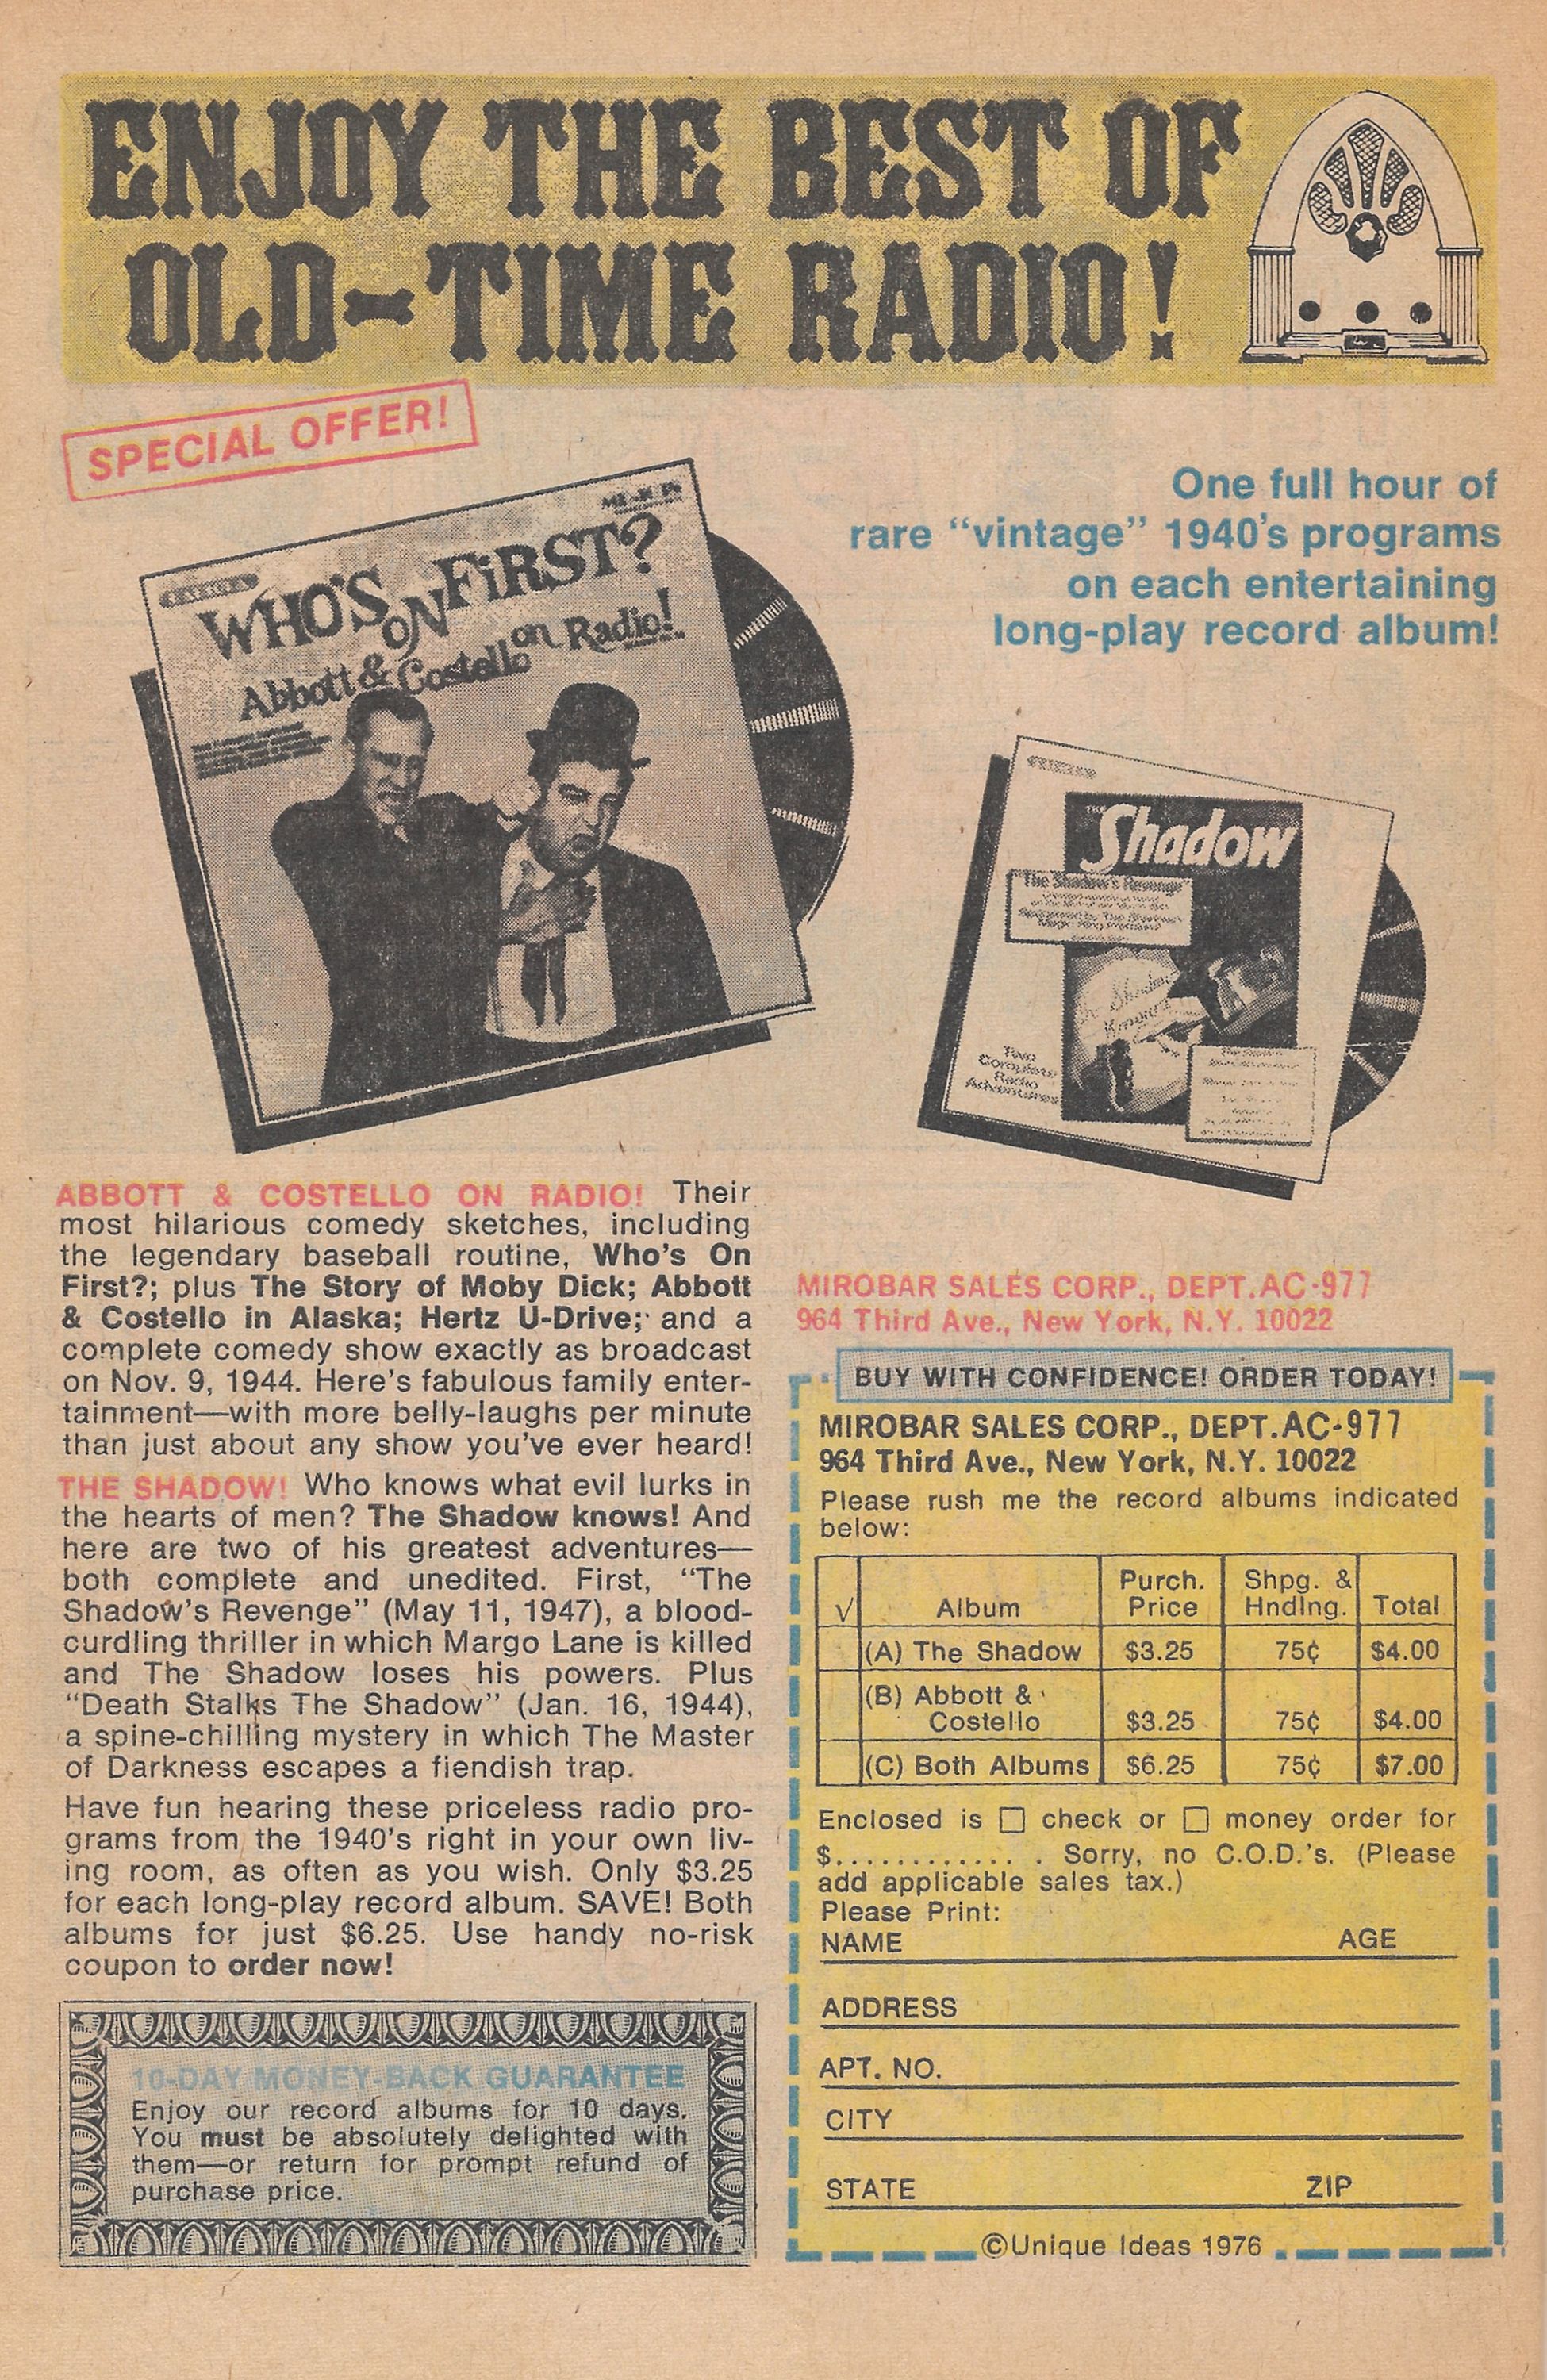 ENJOY THE BEST OF
OLD-TIME RADIO!
SPECIAL OFFER!
WHO'S ON FiRST?
Abbott & Costello on Radio!
One full hour of
rare “vintage” 1940's programs
on each entertaining
long-play record album!
THE Shadow
The Shadow's Revenge
Two
Complete
Radio
Adventures
ABBOTT & COSTELLO ON RADIO! Their
most hilarious comedy sketches, including
the legendary baseball routine, Who's On
First?; plus The Story of Moby Dick; Abbott
& Costello in Alaska; Hertz U-Drive; and a
complete comedy show exactly as broadcast
on Nov. 9, 1944. Here's fabulous family enter-
tainment—with more belly-laughs per minute
than just about any show you've ever heard!
THE SHADOW! Who knows what evil lurks in
the hearts of men? The Shadow knows! And
here are two of his greatest adventures—
both complete and unedited. First, “The
Shadow's Revenge” (May 11, 1947), a blood-
curdling thriller in which Margo Lane is killed
and The Shadow loses his powers. Plus
“Death Stalks The Shadow” (Jan. 16, 1944),
a spine-chilling mystery in which The Master
of Darkness escapes a fiendish trap.
Have fun hearing these priceless radio pro-
grams from the 1940's right in your own liv-
ing room, as often as you wish. Only $3.25
for each long-play record album. SAVE! Both
albums for just $6.25. Use handy no-risk
coupon to order now!
10-DAY MONEY-BACK GUARANTEE
Enjoy our record albums for 10 days.
You must be absolutely delighted with
them—or return for prompt refund of
purchase price.
MIROBAR SALES CORP., DEPT.AC-977
964 Third Ave., New York, N.Y. 10022
BUY WITH CONFIDENCE! ORDER TODAY!
MIROBAR SALES CORP., DEPT.AC-977
964 Third Ave., New York, N.Y. 10022
Please rush me the record albums indicated
below:
√ Album Purch. Price Shpg. & Hndlng. Total
(A) The Shadow $3.25 75¢ $4.00
(B) Abbott &
Costello $3.25 75¢ $4.00
(C) Both Albums $6.25 75¢ $7.00
Enclosed is □ check or □ money order for
$............. . Sorry, no C.O.D.'s. (Please
add applicable sales tax.)
Please Print:
NAME AGE
ADDRESS
APT. NO.
CITY
STATE ZIP
©Unique Ideas 1976